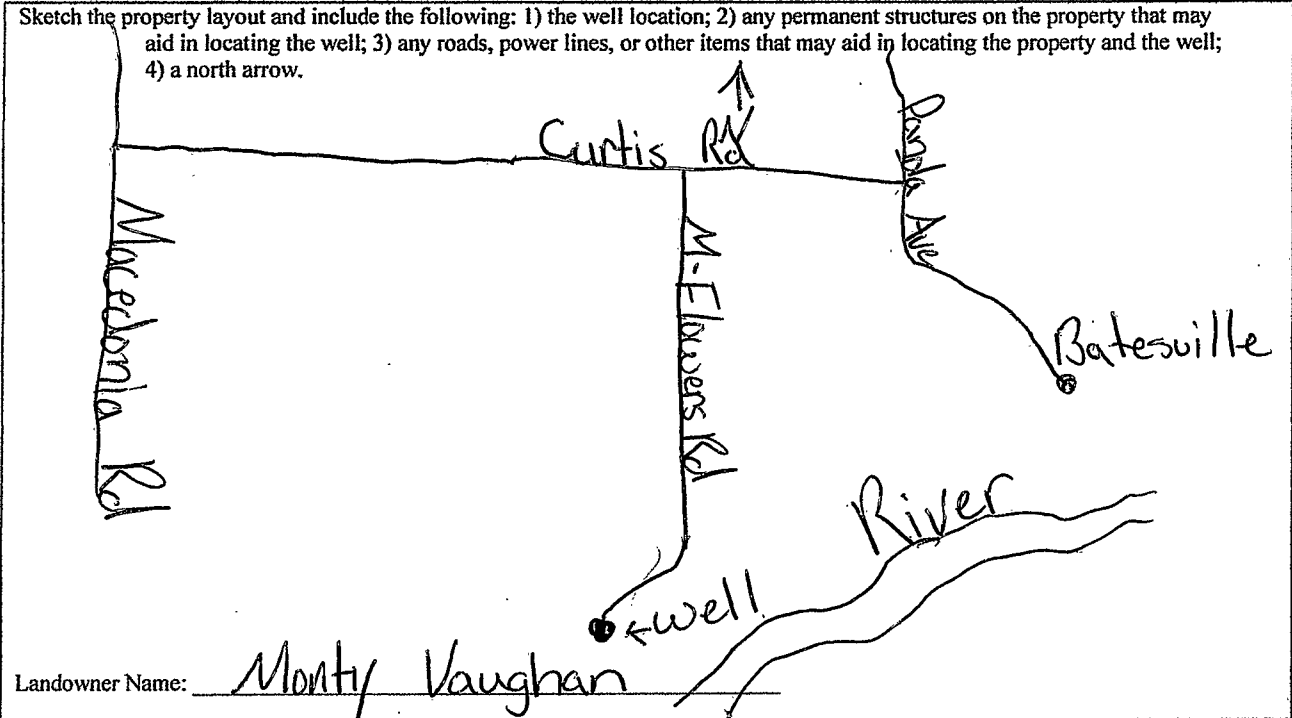 Sketch the property layout and include the following: 1) the well location; 2) any permanent structures on the property that may
aid in locating the well; 3) any roads, power lines, or other items that may aid in locating the property and the well;
4) a north arrow.
Curtis Rd
Panola Ave
Macedonia Rd
M. Flowers Rd
Batesville
River
←well
Landowner Name: Monty Vaughan